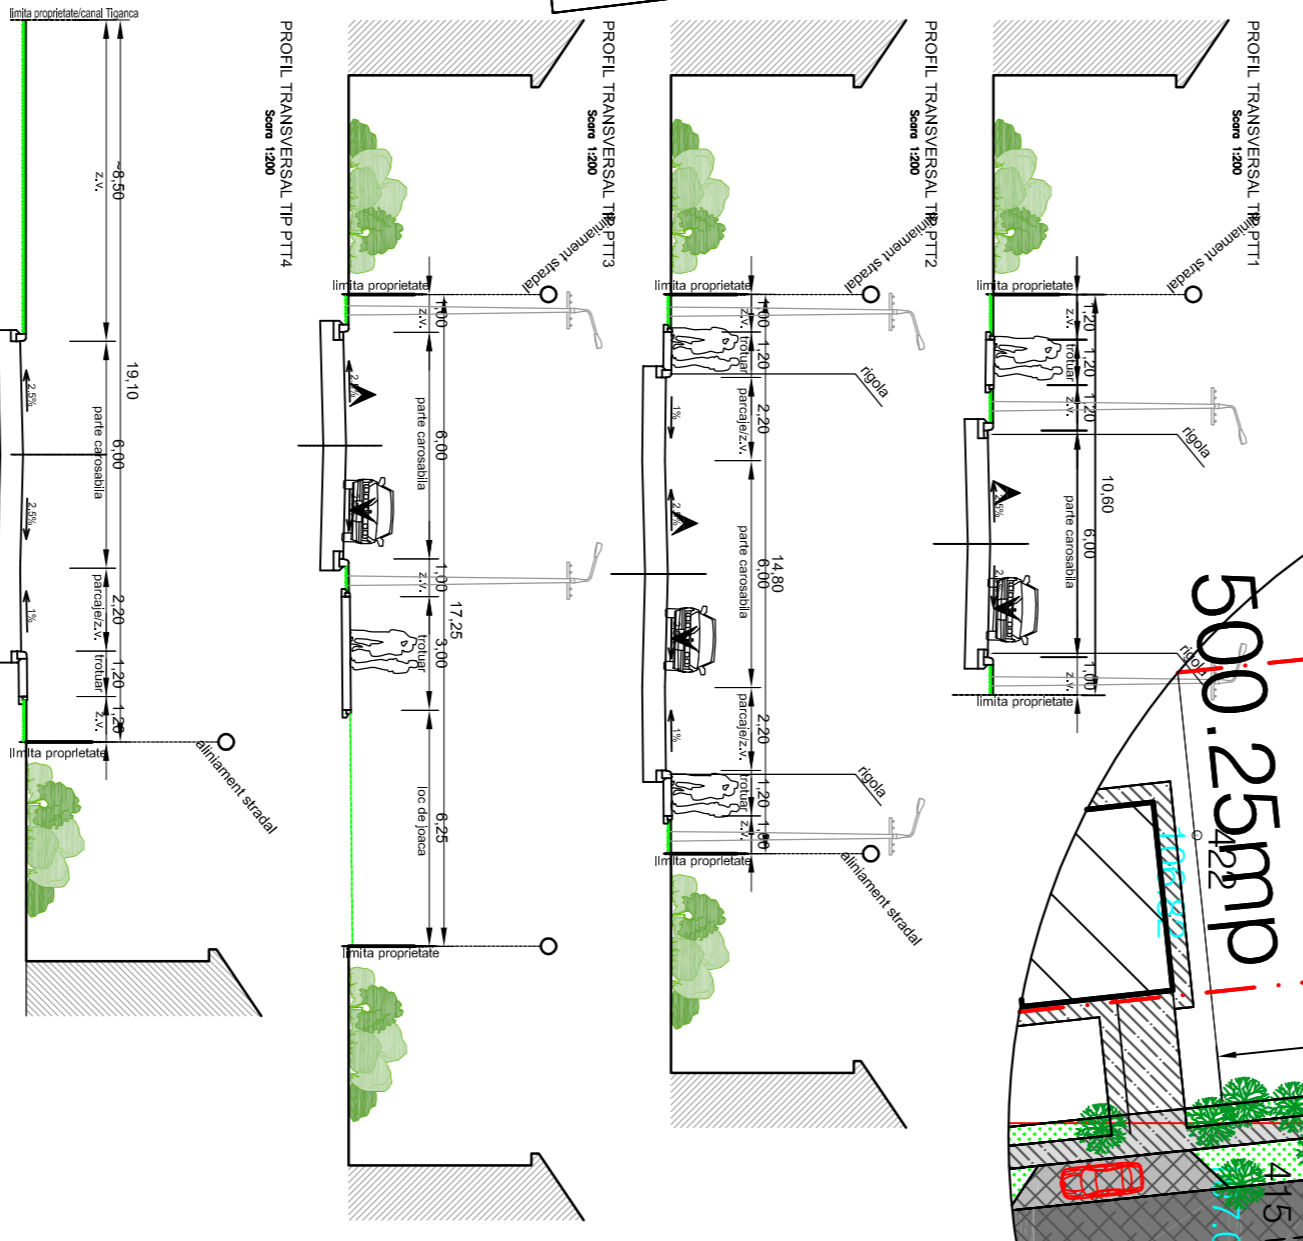 PROFIL TRANSVERSAL TIP PTT1
Scara 1:200
aliniament stradal
limita proprietate
1,20
z.v.
1,20
trotuar
1,20
z.v.
rigola
10,60
6,00
parte carosabila
2,5%
rigola
1,00
z.v.
limita proprietate
PROFIL TRANSVERSAL TIP PTT2
Scara 1:200
aliniament stradal
limita proprietate
1,00
z.v.
1,20
trotuar
rigola
2,20
parcaje/z.v.
1%
14,80
6,00
parte carosabila
2,20
parcaje/z.v.
1%
rigola
1,20
trotuar
1,00
z.v.
limita proprietate
aliniament stradal
PROFIL TRANSVERSAL TIP PTT3
Scara 1:200
aliniament stradal
limita proprietate
1,00
z.v.
6,00
parte carosabila
1,00
z.v.
17,25
3,00
trotuar
6,25
loc de joaca
limita proprietate
PROFIL TRANSVERSAL TIP PTT4
Scara 1:200
limita proprietate/canal Tiganca
~8,50
z.v.
19,10
6,00
parte carosabila
2,5%
2,5%
2,20
parcaje/z.v.
1%
1,20
trotuar
1,20
z.v.
limita proprietate
aliniament stradal
500.25mp
422
415